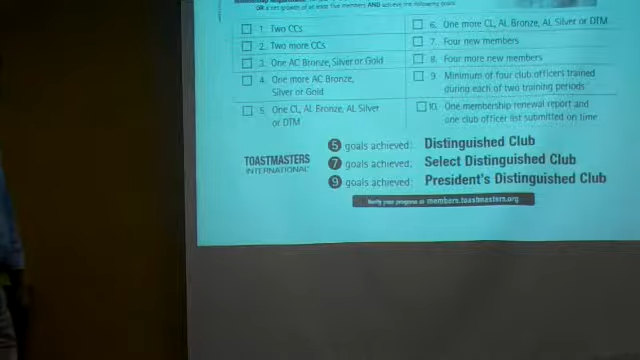 OR a net growth of at least five members AND achieve the following goals:
1. Two CCs
2. Two more CCs
3. One AC Bronze, Silver or Gold
4. One more AC Bronze,
Silver or Gold
5. One CL, AL Bronze, AL Silver
or DTM
6. One more CL, AL Bronze, AL Silver or DTM
7. Four new members
8. Four more new members
9. Minimum of four club officers trained
during each of two training periods
10. One membership renewal report and
one club officer list submitted on time
TOASTMASTERS
INTERNATIONAL
5 goals achieved: Distinguished Club
7 goals achieved: Select Distinguished Club
9 goals achieved: President's Distinguished Club
Verify your progress at members.toastmasters.org